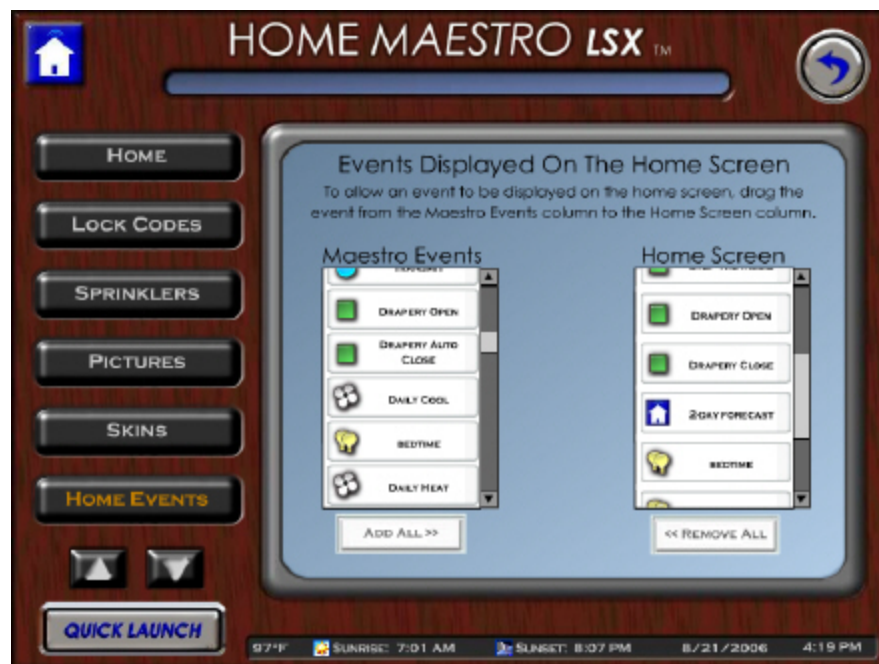 HOME MAESTRO LSX TM
HOME
LOCK CODES
SPRINKLERS
PICTURES
SKINS
HOME EVENTS
QUICK LAUNCH
Events Displayed On The Home Screen
To allow an event to be displayed on the home screen, drag the
event from the Maestro Events column to the Home Screen column.
Maestro Events
DRAPERY OPEN
DRAPERY AUTO
CLOSE
DAILY COOL
BEDTIME
DAILY HEAT
ADD ALL >>
Home Screen
DRAPERY OPEN
DRAPERY CLOSE
2-DAY FORECAST
BEDTIME
<< REMOVE ALL
97°F SUNRISE: 7:01 AM SUNSET: 8:07 PM 8/21/2006 4:19 PM